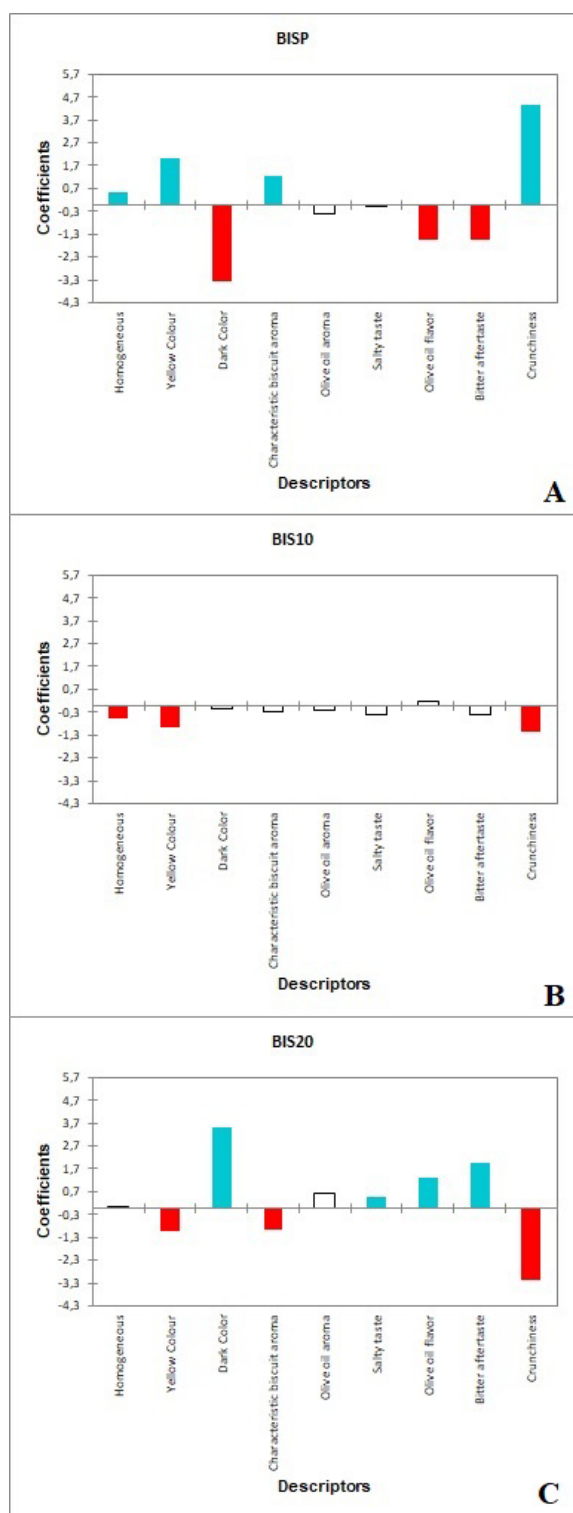 BISP
5,7
4,7
3,7
2,7
1,7
0,7
-0,3
-1,3
-2,3
-3,3
-4,3
Coefficients
Homogeneous
Yellow Colour
Dark Color
Characteristic biscuit aroma
Olive oil aroma
Salty taste
Olive oil flavor
Bitter aftertaste
Crunchiness
Descriptors
A
BIS10
5,7
4,7
3,7
2,7
1,7
0,7
-0,3
-1,3
-2,3
-3,3
-4,3
Coefficients
Homogeneous
Yellow Colour
Dark Color
Characteristic biscuit aroma
Olive oil aroma
Salty taste
Olive oil flavor
Bitter aftertaste
Crunchiness
Descriptors
B
BIS20
5,7
4,7
3,7
2,7
1,7
0,7
-0,3
-1,3
-2,3
-3,3
-4,3
Coefficients
Homogeneous
Yellow Colour
Dark Color
Characteristic biscuit aroma
Olive oil aroma
Salty taste
Olive oil flavor
Bitter aftertaste
Crunchiness
Descriptors
C